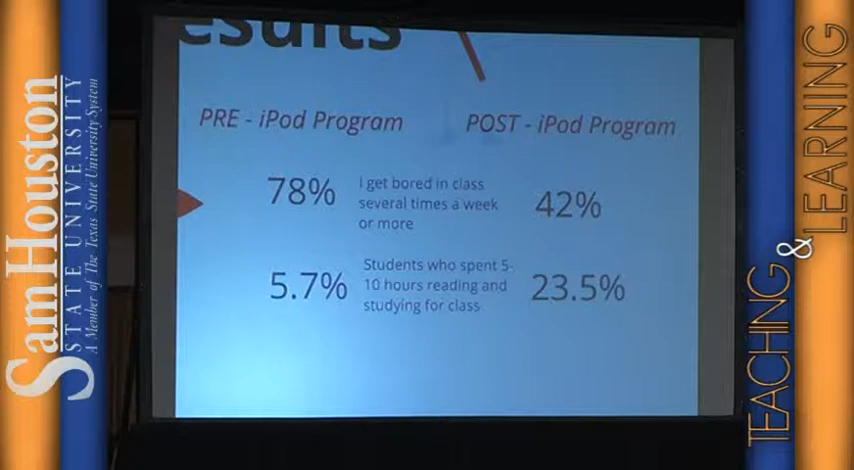 Sam Houston
STATE UNIVERSITY
A Member of The Texas State University System
esults
PRE - iPod Program
POST - iPod Program
78%
I get bored in class
several times a week
or more
42%
5.7%
Students who spent 5-
10 hours reading and
studying for class
23.5%
TEACHING
&
LEARNING